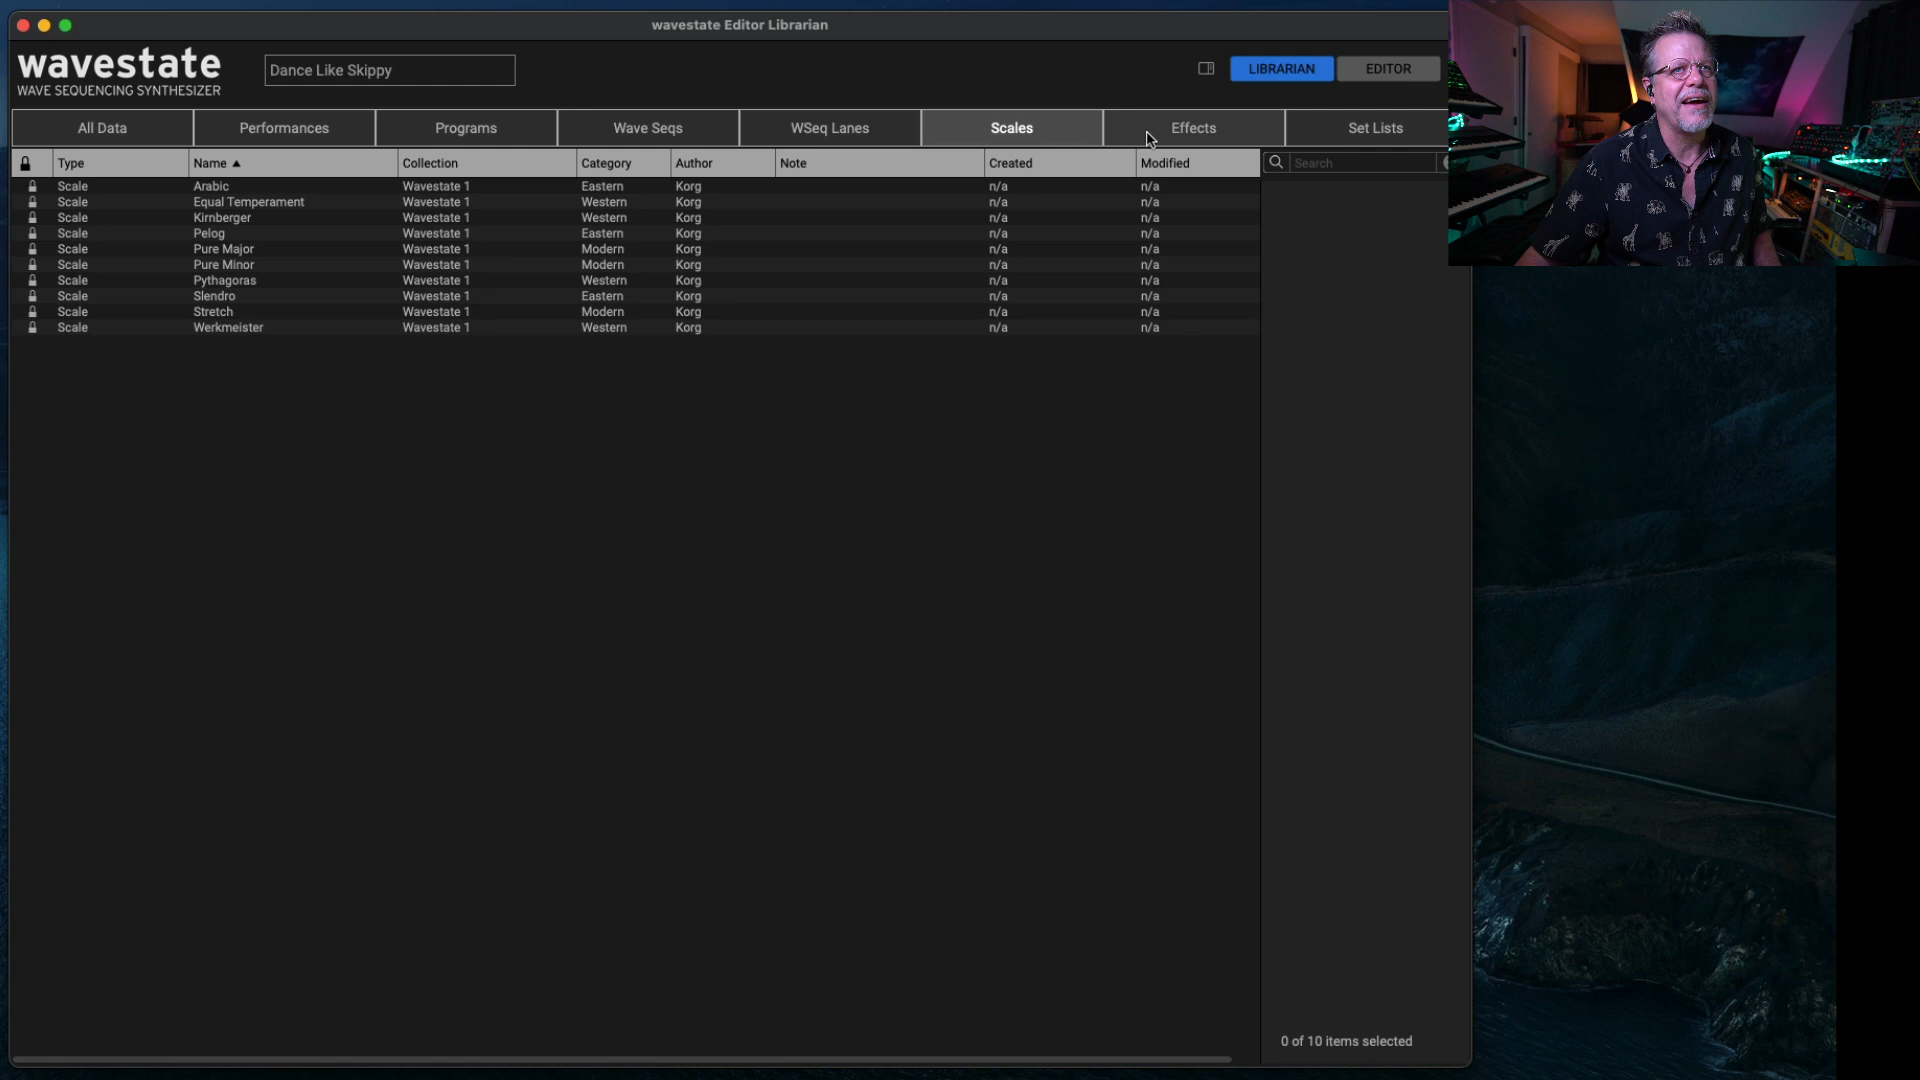 wavestate Editor Librarian
wavestate
WAVE SEQUENCING SYNTHESIZER
Dance Like Skippy
LIBRARIAN EDITOR
All Data Performances Programs Wave Seqs WSeq Lanes Scales Effects Set Lists
Type Name Collection Category Author Note Created Modified Search
Scale Arabic Wavestate 1 Eastern Korg n/a n/a
Scale Equal Temperament Wavestate 1 Western Korg n/a n/a
Scale Kirnberger Wavestate 1 Western Korg n/a n/a
Scale Pelog Wavestate 1 Eastern Korg n/a n/a
Scale Pure Major Wavestate 1 Modern Korg n/a n/a
Scale Pure Minor Wavestate 1 Modern Korg n/a n/a
Scale Pythagoras Wavestate 1 Western Korg n/a n/a
Scale Slendro Wavestate 1 Eastern Korg n/a n/a
Scale Stretch Wavestate 1 Modern Korg n/a n/a
Scale Werkmeister Wavestate 1 Western Korg n/a n/a
0 of 10 items selected